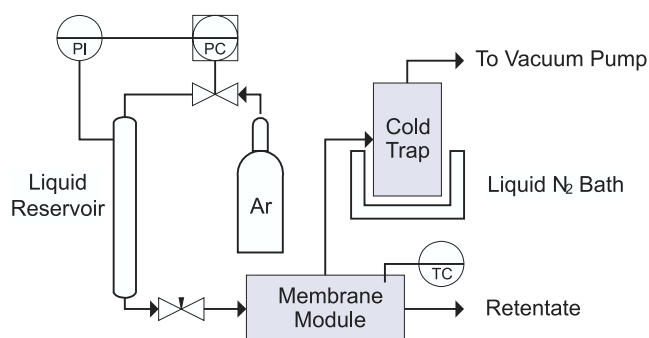 PI
PC
To Vacuum Pump
Cold
Trap
Liquid
Reservoir
Ar
Liquid N₂ Bath
TC
Membrane
Module
Retentate